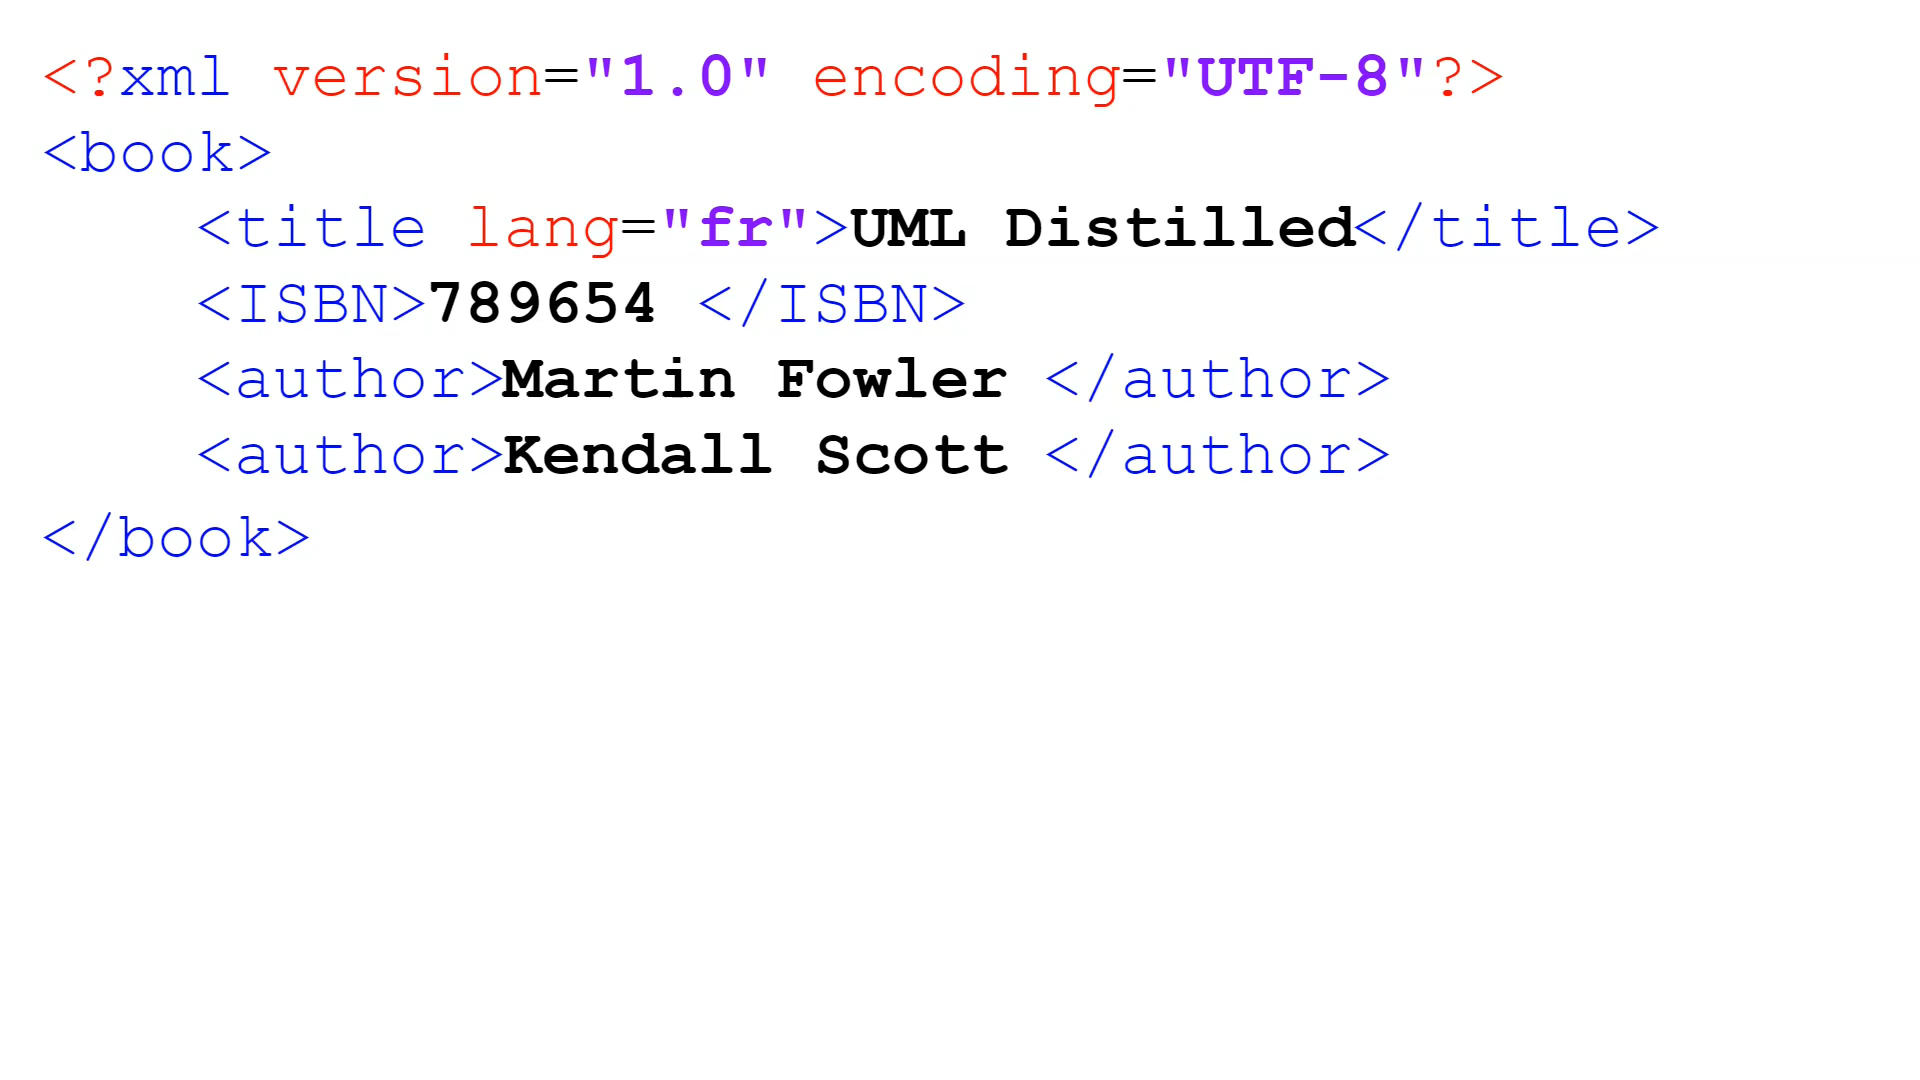 <?xml version="1.0" encoding="UTF-8"?>
<book>
    <title lang="fr">UML Distilled</title>
    <ISBN>789654 </ISBN>
    <author>Martin Fowler </author>
    <author>Kendall Scott </author>
</book>